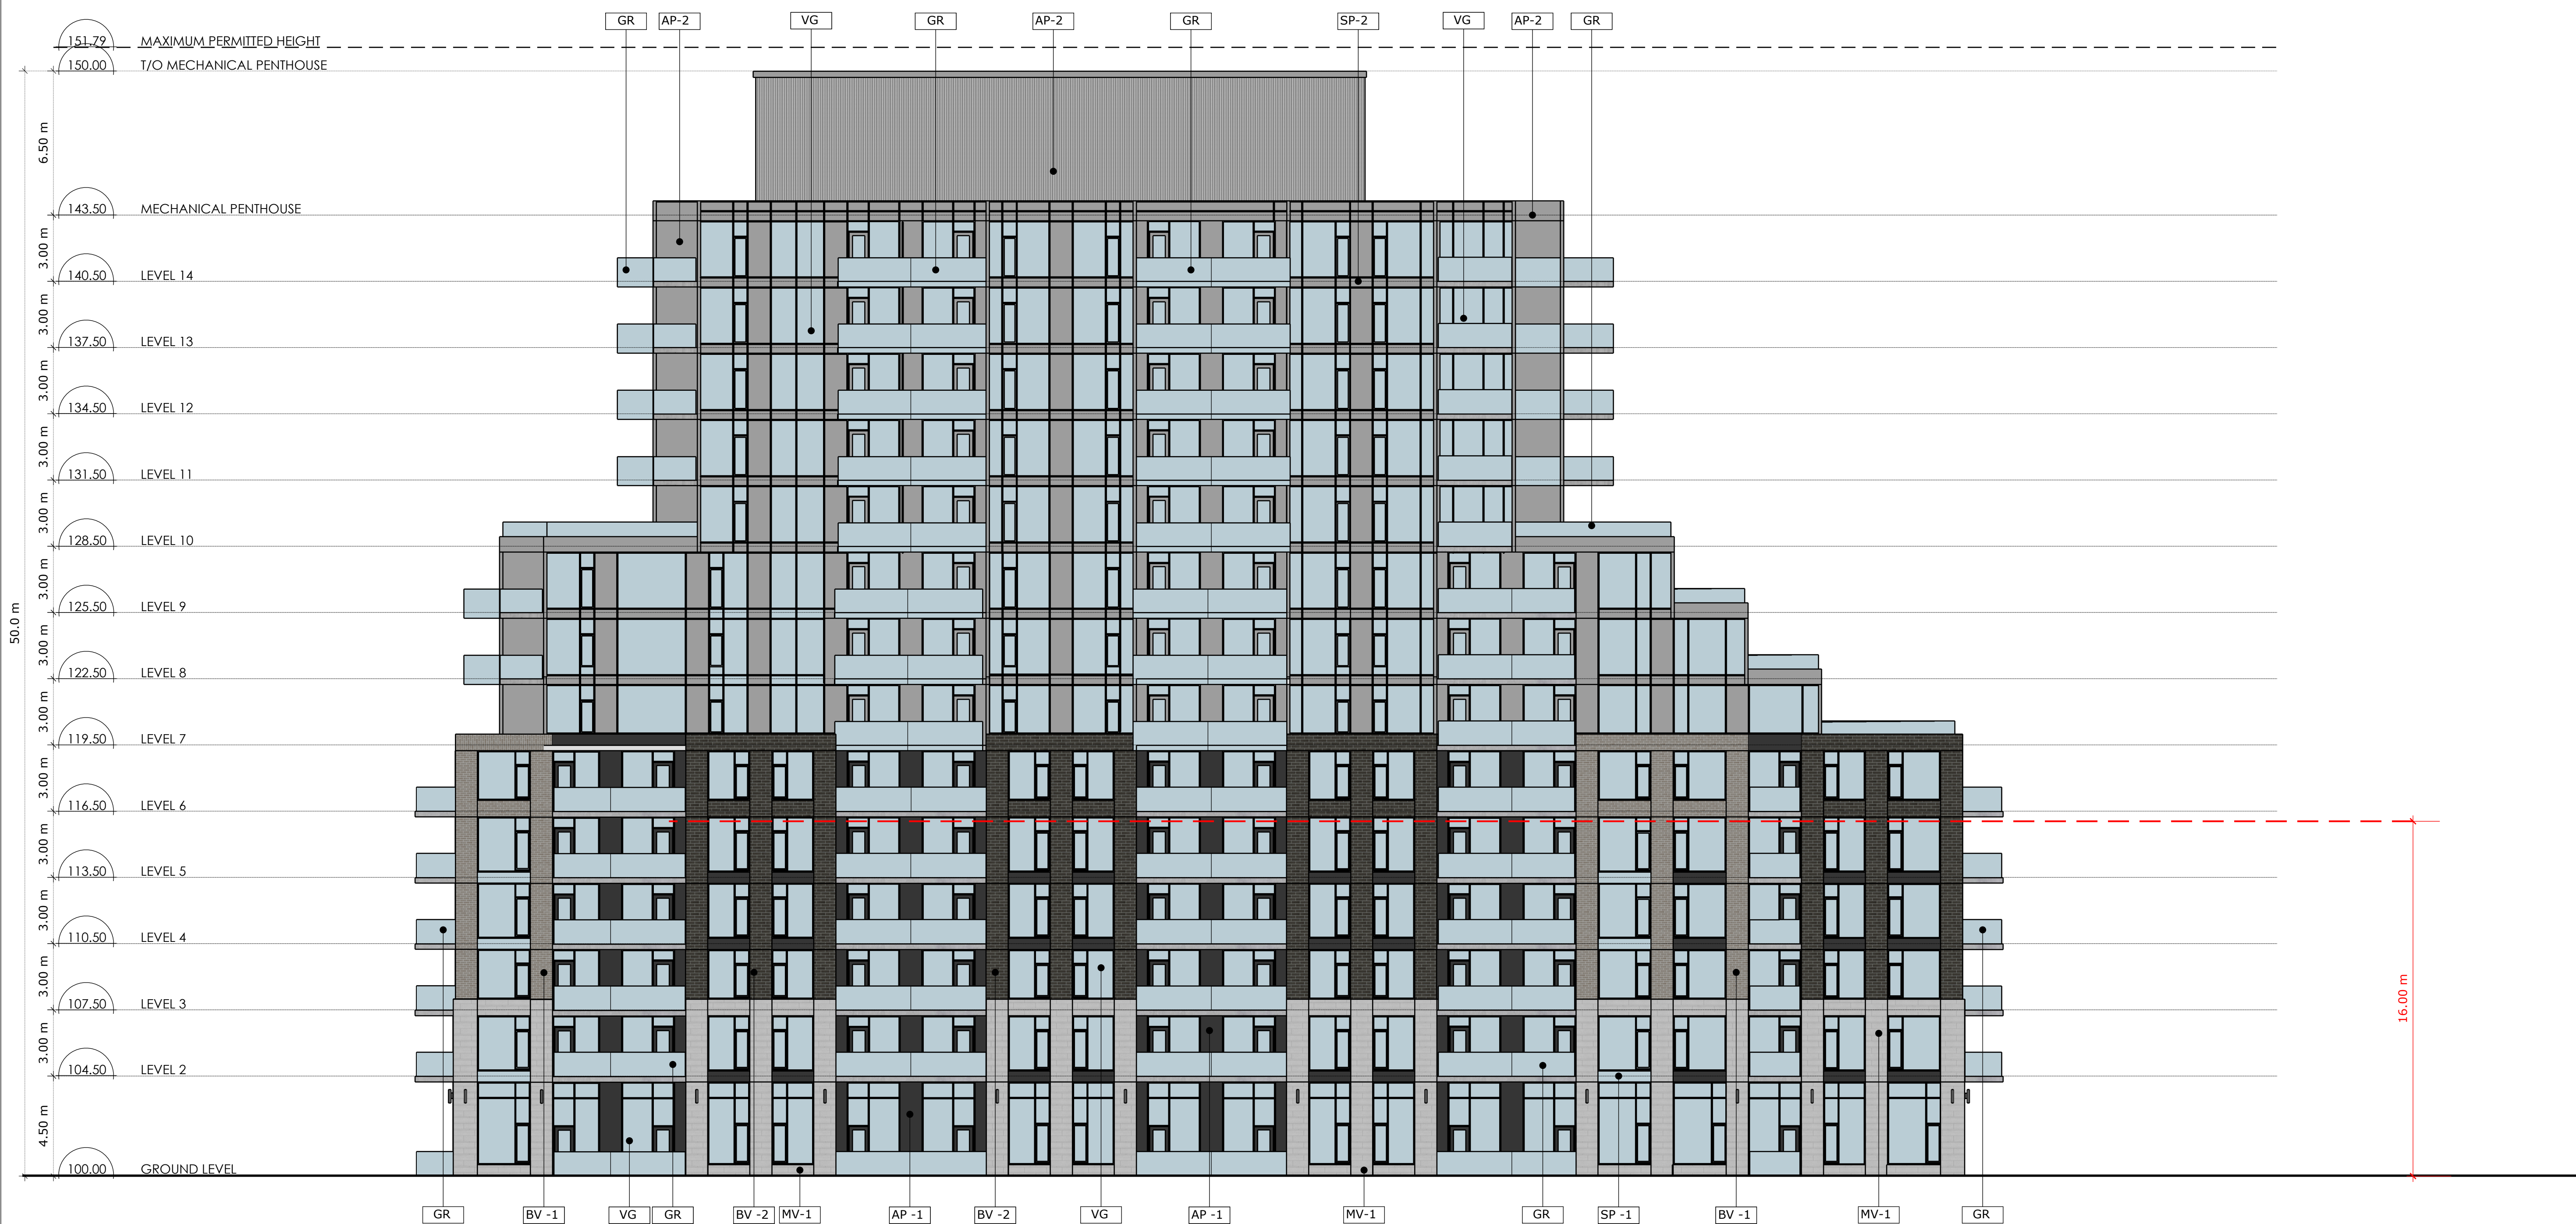 GR AP-2 VG GR AP-2 GR SP-2 VG AP-2 GR
151.79 MAXIMUM PERMITTED HEIGHT
150.00 T/O MECHANICAL PENTHOUSE
6.50 m
143.50 MECHANICAL PENTHOUSE
3.00 m
140.50 LEVEL 14
3.00 m
137.50 LEVEL 13
3.00 m
134.50 LEVEL 12
3.00 m
131.50 LEVEL 11
3.00 m
128.50 LEVEL 10
3.00 m
125.50 LEVEL 9
50.0 m
3.00 m
122.50 LEVEL 8
3.00 m
119.50 LEVEL 7
3.00 m
116.50 LEVEL 6
3.00 m
113.50 LEVEL 5
3.00 m
110.50 LEVEL 4
3.00 m
16.00 m
107.50 LEVEL 3
3.00 m
104.50 LEVEL 2
4.50 m
100.00 GROUND LEVEL
GR BV -1 VG GR BV -2 MV-1 AP -1 BV -2 VG AP -1 MV-1 GR SP -1 BV -1 MV-1 GR